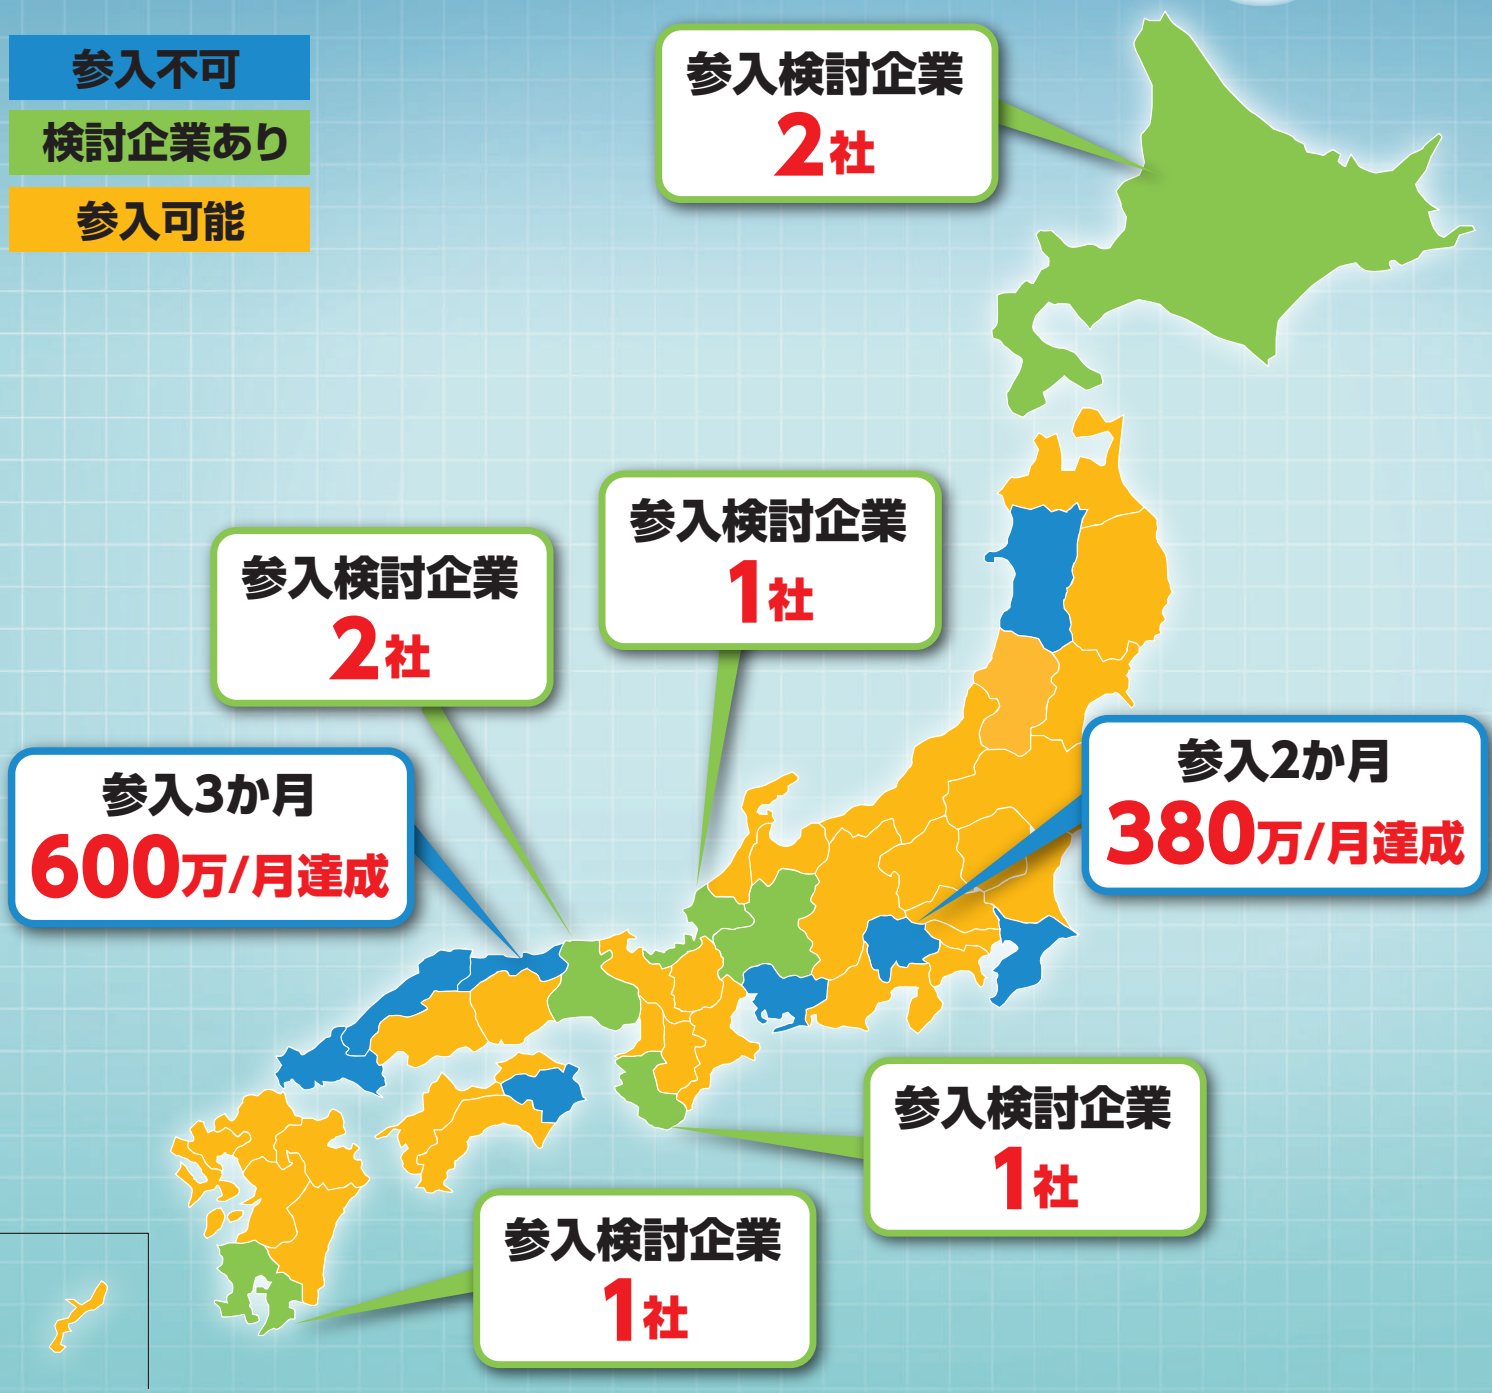 参入不可
検討企業あり
参入可能
参入検討企業
2社
参入検討企業
1社
参入検討企業
2社
参入3か月
600万/月達成
参入2か月
380万/月達成
参入検討企業
1社
参入検討企業
1社